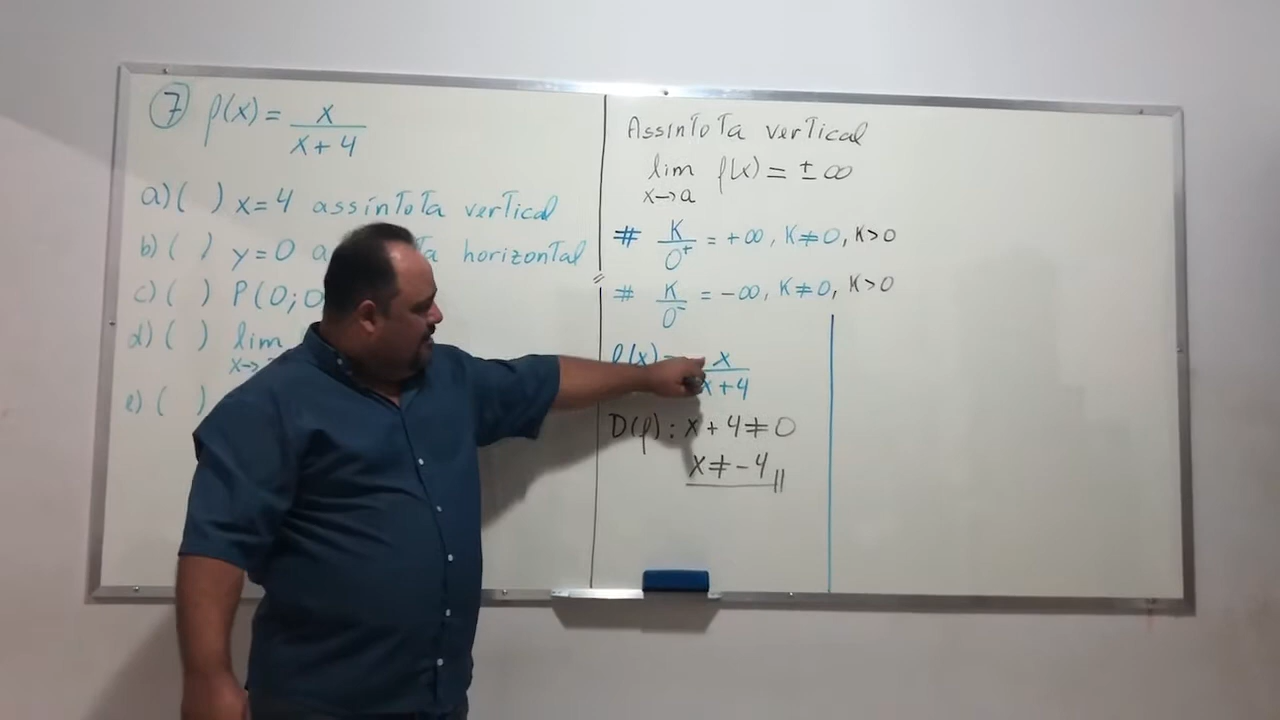 7 f(x) = x/(x+4)
a) ( ) x=4 assíntota vertical
b) ( ) y=0 horizontal
c) ( ) P(0;0
d) ( ) lim
x→
e) ( )
Assíntota vertical
lim f(x) = ±∞
x→a
# K/0⁺ = +∞, K≠0, K>0
# K/0⁻ = -∞, K≠0, K>0
f(x) = x/(x+4)
D(f): x+4≠0
x≠-4